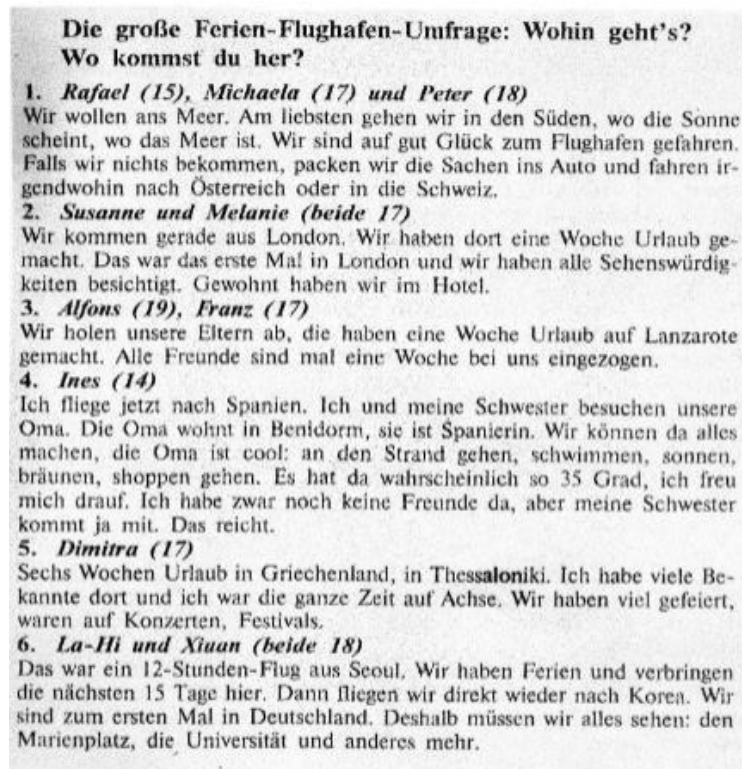 Die große Ferien-Flughafen-Umfrage: Wohin geht's?
Wo kommst du her?
1. Rafael (15), Michaela (17) und Peter (18)
Wir wollen ans Meer. Am liebsten gehen wir in den Süden, wo die Sonne
scheint, wo das Meer ist. Wir sind auf gut Glück zum Flughafen gefahren.
Falls wir nichts bekommen, packen wir die Sachen ins Auto und fahren ir-
gendwohin nach Österreich oder in die Schweiz.
2. Susanne und Melanie (beide 17)
Wir kommen gerade aus London. Wir haben dort eine Woche Urlaub ge-
macht. Das war das erste Mal in London und wir haben alle Sehenswürdig-
keiten besichtigt. Gewohnt haben wir im Hotel.
3. Alfons (19), Franz (17)
Wir holen unsere Eltern ab, die haben eine Woche Urlaub auf Lanzarote
gemacht. Alle Freunde sind mal eine Woche bei uns eingezogen.
4. Ines (14)
Ich fliege jetzt nach Spanien. Ich und meine Schwester besuchen unsere
Oma. Die Oma wohnt in Benidorm, sie ist Spanierin. Wir können da alles
machen, die Oma ist cool: an den Strand gehen, schwimmen, sonnen,
bräunen, shoppen gehen. Es hat da wahrscheinlich so 35 Grad, ich freu
mich drauf. Ich habe zwar noch keine Freunde da, aber meine Schwester
kommt ja mit. Das reicht.
5. Dimitra (17)
Sechs Wochen Urlaub in Griechenland, in Thessaloniki. Ich habe viele Be-
kannte dort und ich war die ganze Zeit auf Achse. Wir haben viel gefeiert,
waren auf Konzerten, Festivals.
6. La-Hi und Xiuan (beide 18)
Das war ein 12-Stunden-Flug aus Seoul. Wir haben Ferien und verbringen
die nächsten 15 Tage hier. Dann fliegen wir direkt wieder nach Korea. Wir
sind zum ersten Mal in Deutschland. Deshalb müssen wir alles sehen: den
Marienplatz, die Universität und anderes mehr.